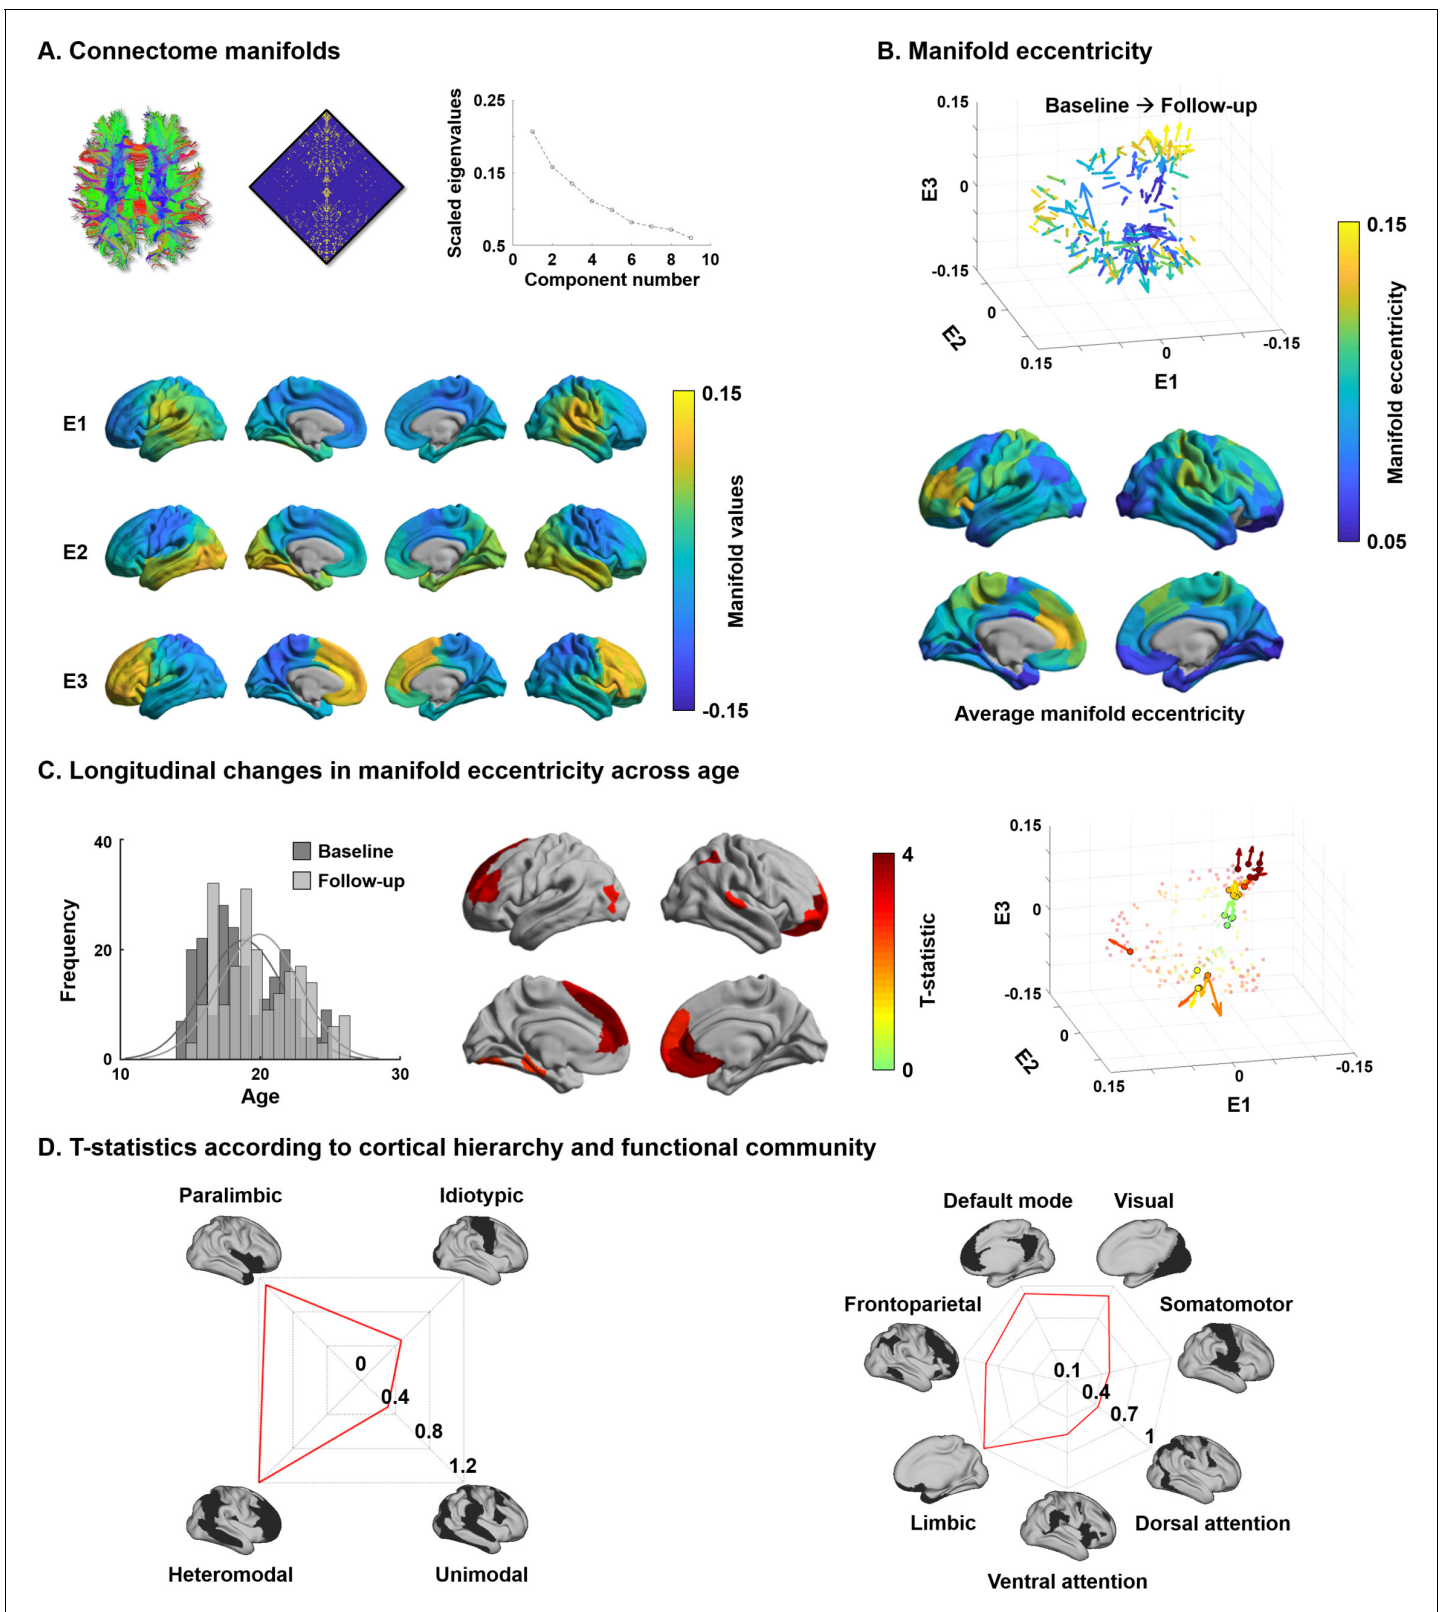 A. Connectome manifolds
0.25
0.15
0.5
Scaled eigenvalues
0 2 4 6 8 10
Component number
E1
E2
E3
0.15
-0.15
Manifold values
B. Manifold eccentricity
Baseline → Follow-up
0.15
0
-0.15
E3
0
0.15
E2
0
-0.15
E1
0.15
0.05
Manifold eccentricity
Average manifold eccentricity
C. Longitudinal changes in manifold eccentricity across age
40
20
0
Frequency
Baseline
Follow-up
10 20 30
Age
4
0
T-statistic
0.15
0
-0.15
E3
0
0.15
E2
0
-0.15
E1
D. T-statistics according to cortical hierarchy and functional community
Paralimbic Idiotypic
0
0.4
0.8
1.2
Heteromodal Unimodal
Default mode Visual
Frontoparietal Somatomotor
0.1
0.4
0.7
1
Limbic Dorsal attention
Ventral attention